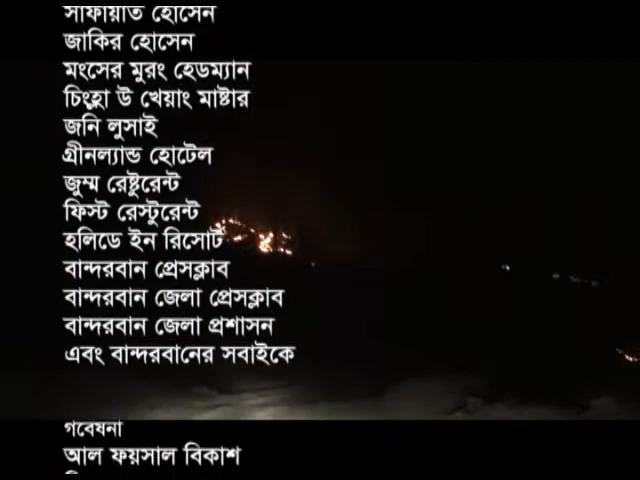 সাফায়াত হোসেন
জাকির হোসেন
মংসের মুরং হেডম্যান
চিংহ্লা উ খেয়াং মাষ্টার
জনি লুসাই
গ্রীনল্যান্ড হোটেল
জুম্ম রেষ্টুরেন্ট
ফিস্ট রেস্টুরেন্ট
হলিডে ইন রিসোর্ট
বান্দরবান প্রেসক্লাব
বান্দরবান জেলা প্রেসক্লাব
বান্দরবান জেলা প্রশাসন
এবং বান্দরবানের সবাইকে
গবেষনা
আল ফয়সাল বিকাশ